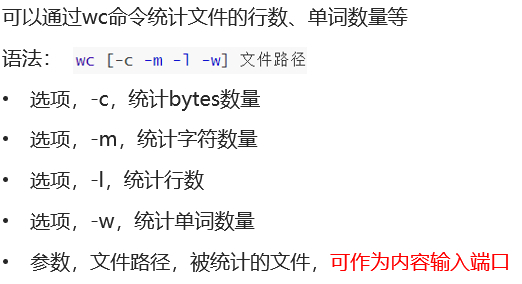 可以通过wc命令统计文件的行数、单词数量等
语法： wc [-c -m -l -w] 文件路径
• 选项，-c，统计bytes数量
• 选项，-m，统计字符数量
• 选项，-l，统计行数
• 选项，-w，统计单词数量
• 参数，文件路径，被统计的文件，可作为内容输入端口